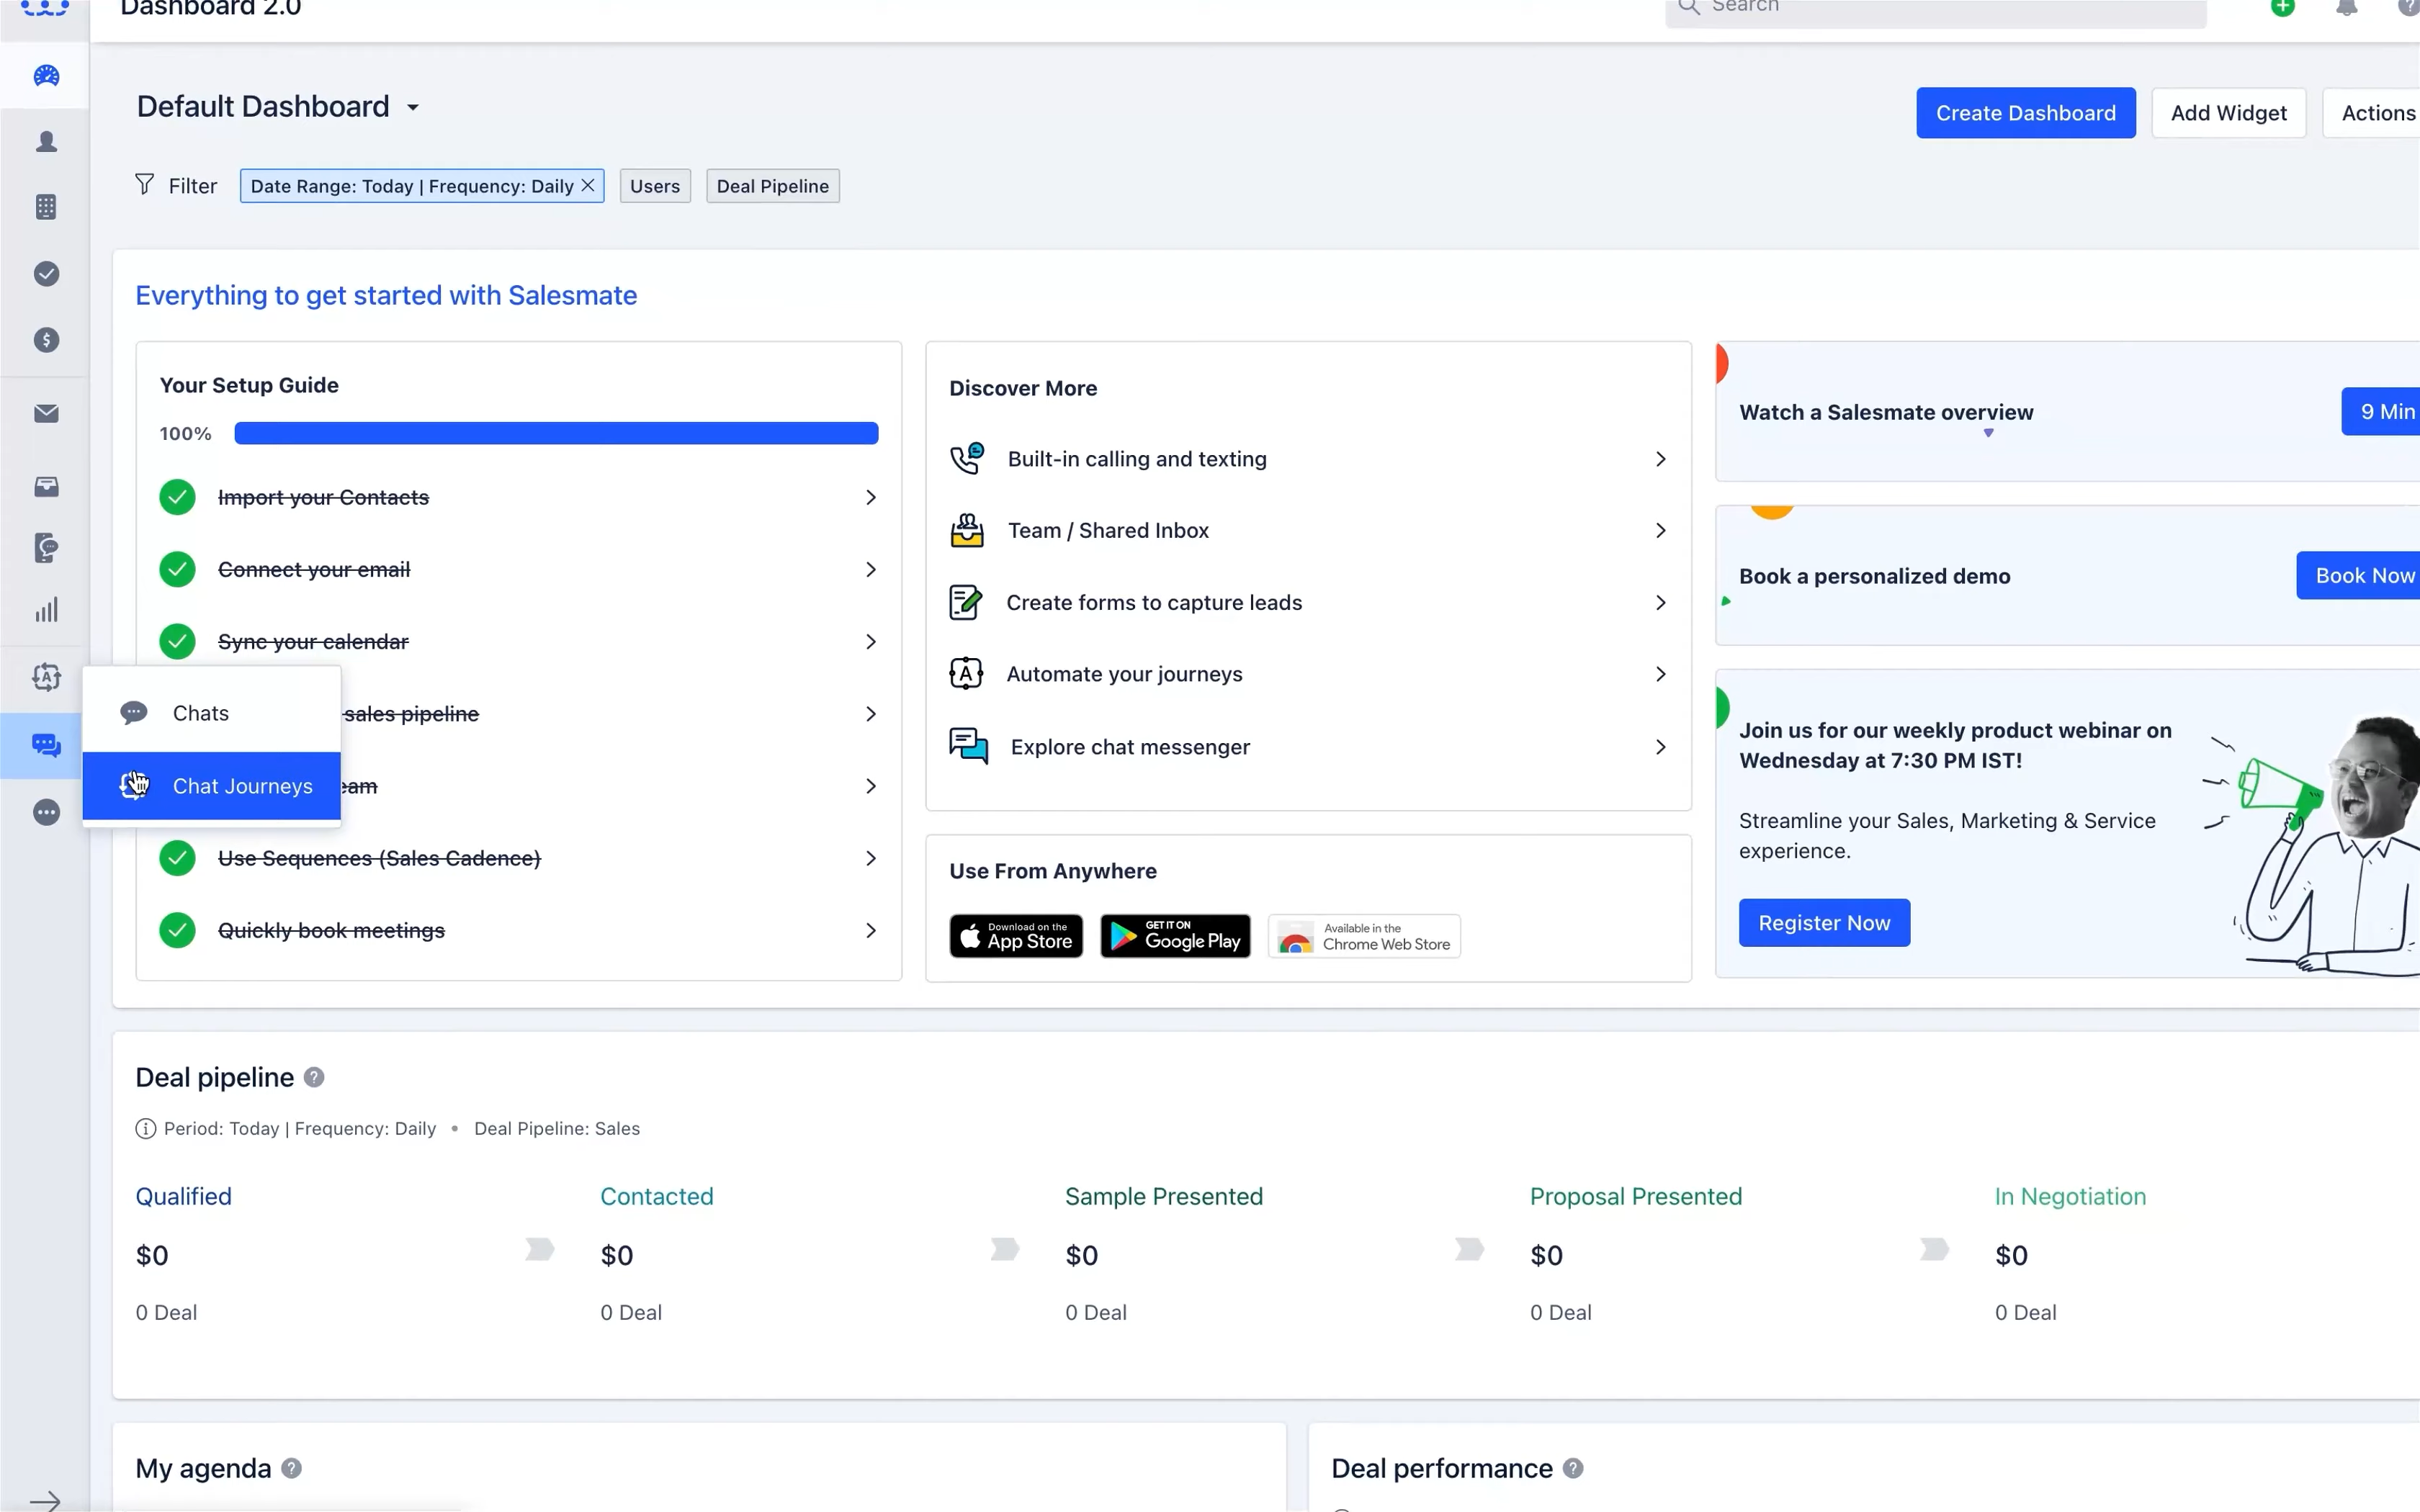 Dashboard 2.0
Search
Default Dashboard
Create Dashboard
Add Widget
Actions
Filter
Date Range: Today | Frequency: Daily
Users
Deal Pipeline
Everything to get started with Salesmate
Your Setup Guide
100%
Import your Contacts
Connect your email
Sync your calendar
sales pipeline
Use Sequences (Sales Cadence)
Quickly book meetings
Chats
Chat Journeys
Discover More
Built-in calling and texting
Team / Shared Inbox
Create forms to capture leads
Automate your journeys
Explore chat messenger
Use From Anywhere
Download on the
App Store
GET IT ON
Google Play
Available in the
Chrome Web Store
Watch a Salesmate overview
9 Min
Book a personalized demo
Book Now
Join us for our weekly product webinar on
Wednesday at 7:30 PM IST!
Streamline your Sales, Marketing & Service
experience.
Register Now
Deal pipeline
Period: Today | Frequency: Daily • Deal Pipeline: Sales
Qualified
$0
0 Deal
Contacted
$0
0 Deal
Sample Presented
$0
0 Deal
Proposal Presented
$0
0 Deal
In Negotiation
$0
0 Deal
My agenda
Deal performance